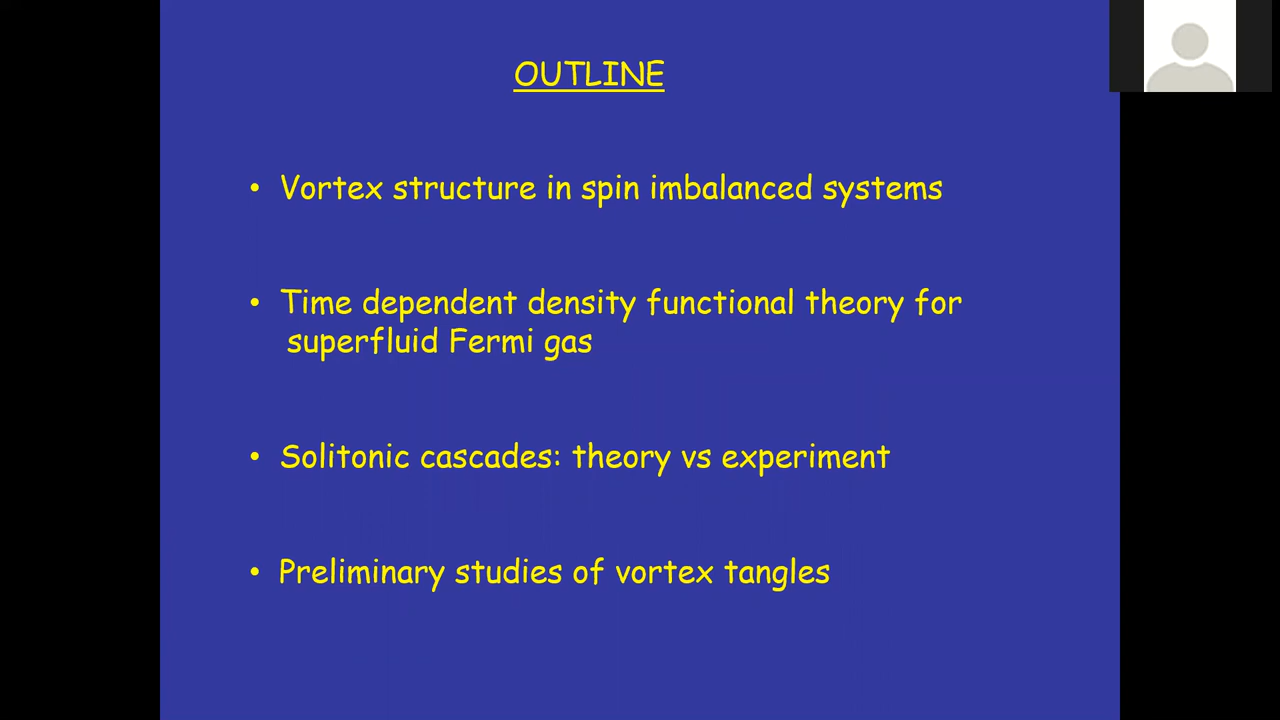 OUTLINE
• Vortex structure in spin imbalanced systems
• Time dependent density functional theory for
superfluid Fermi gas
• Solitonic cascades: theory vs experiment
• Preliminary studies of vortex tangles